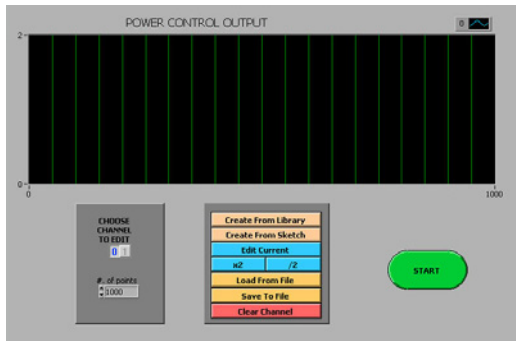 POWER CONTROL OUTPUT
0
2
0
0
1000
CHOOSE
CHANNEL
TO EDIT
0 1
#. of points
1000
Create From Library
Create From Sketch
Edit Current
x2 /2
Load From File
Save To File
Clear Channel
START